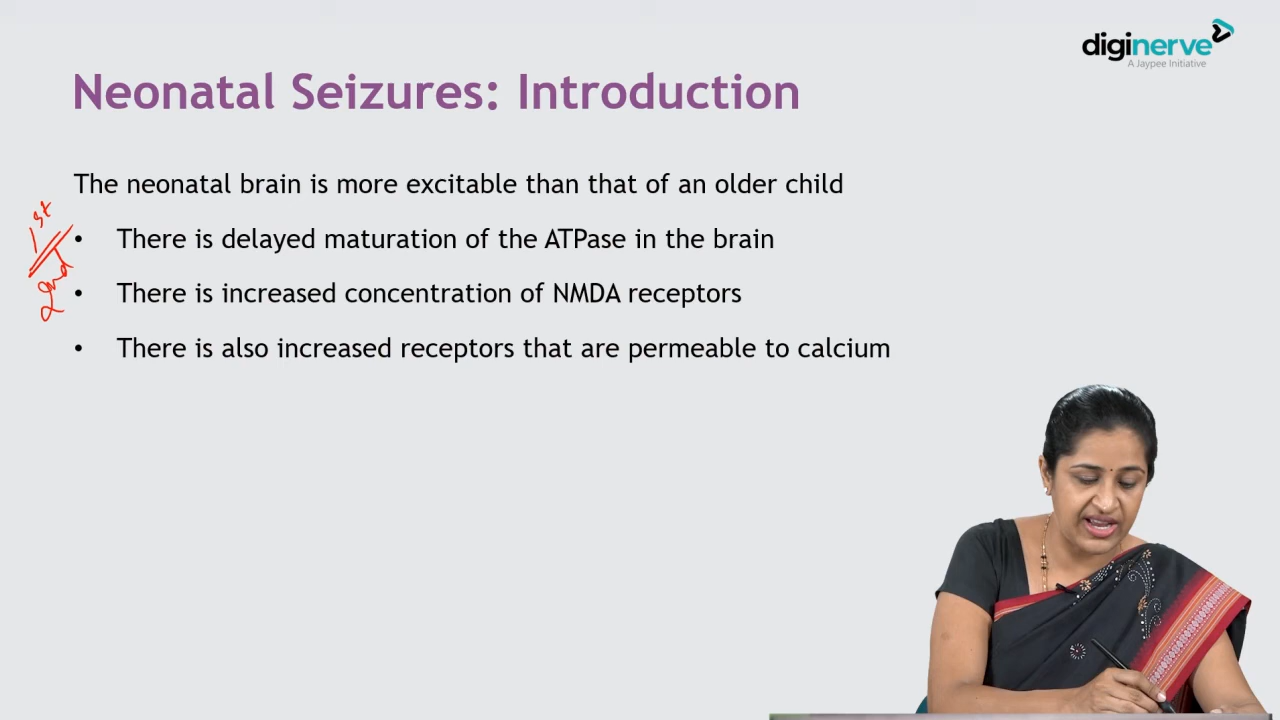 diginerve
A Jaypee Initiative
Neonatal Seizures: Introduction
The neonatal brain is more excitable than that of an older child
1st
• There is delayed maturation of the ATPase in the brain
2nd
• There is increased concentration of NMDA receptors
• There is also increased receptors that are permeable to calcium